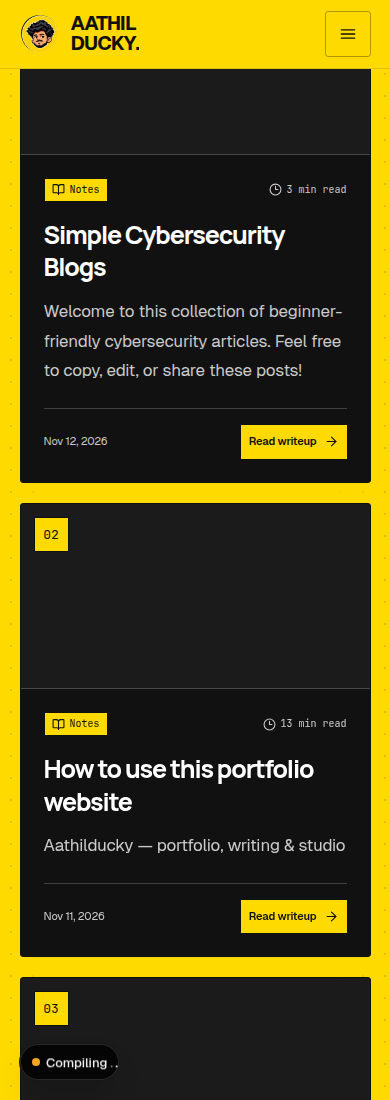 AATHIL
DUCKY.
Notes
3 min read
Simple Cybersecurity
Blogs
Welcome to this collection of beginner-
friendly cybersecurity articles. Feel free
to copy, edit, or share these posts!
Nov 12, 2026
Read writeup
02
Notes
13 min read
How to use this portfolio
website
Aathilducky — portfolio, writing & studio
Nov 11, 2026
Read writeup
03
Compiling . .